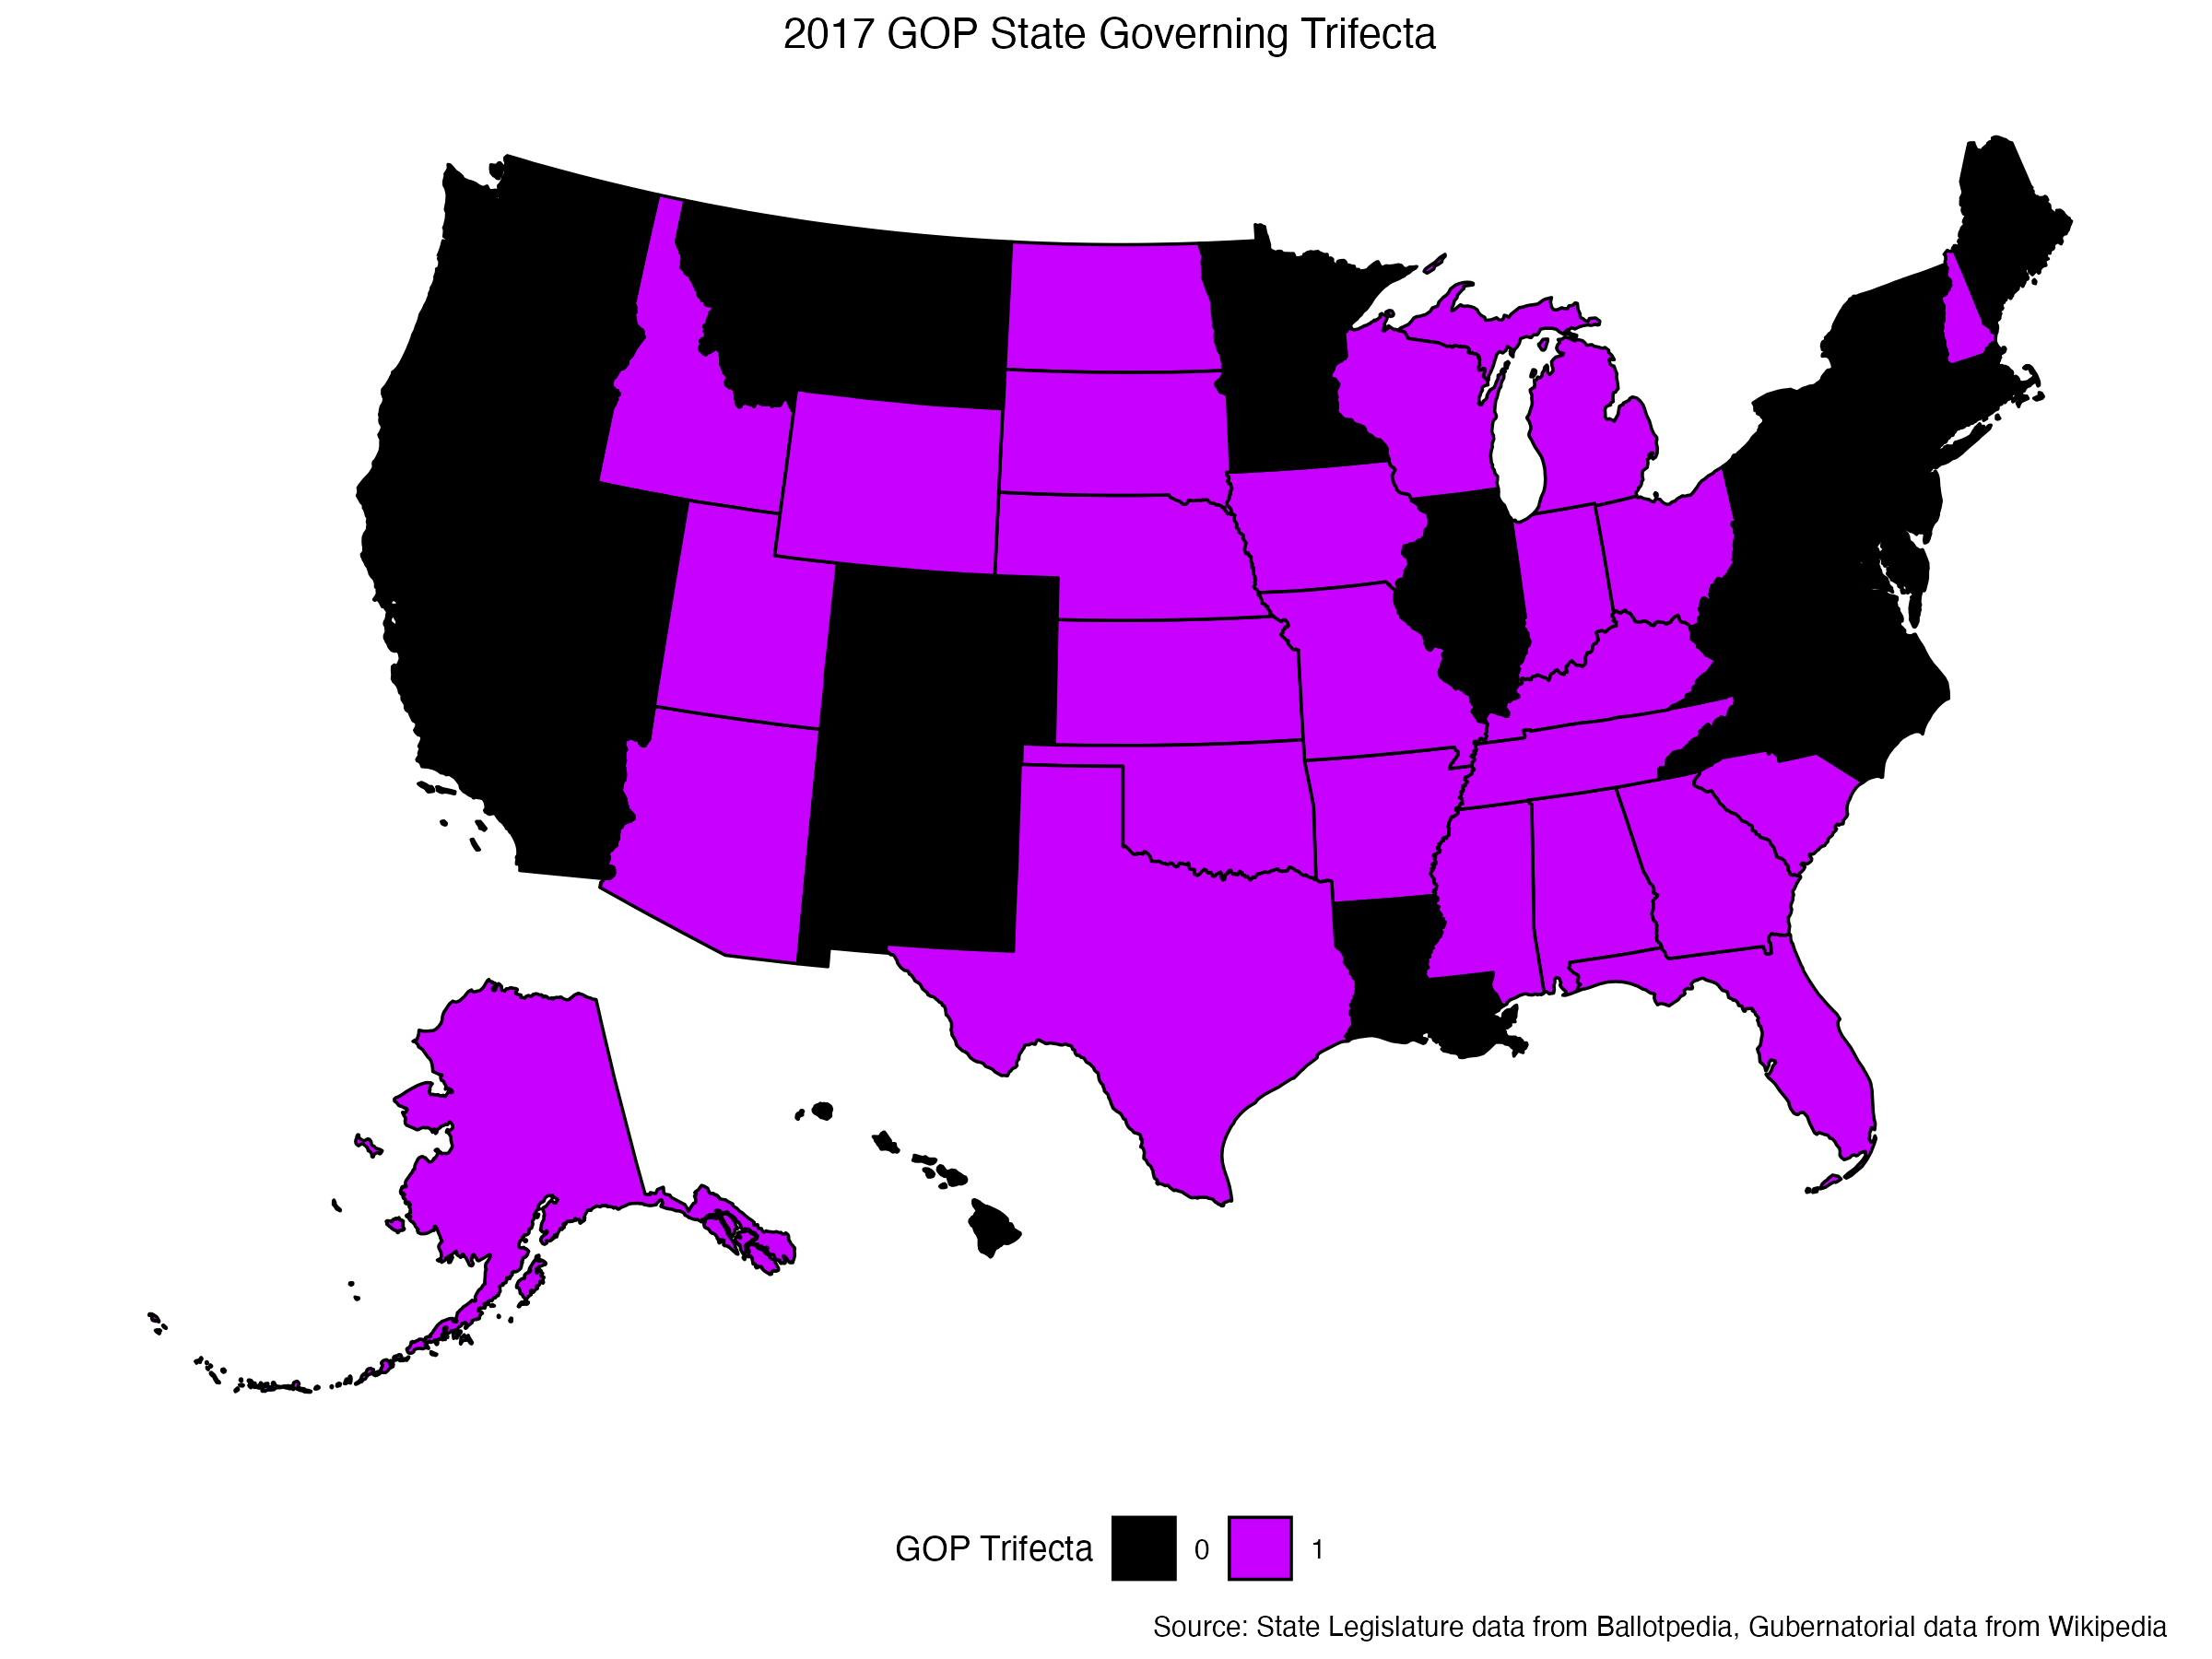 2017 GOP State Governing Trifecta
GOP Trifecta 0 1
Source: State Legislature data from Ballotpedia, Gubernatorial data from Wikipedia